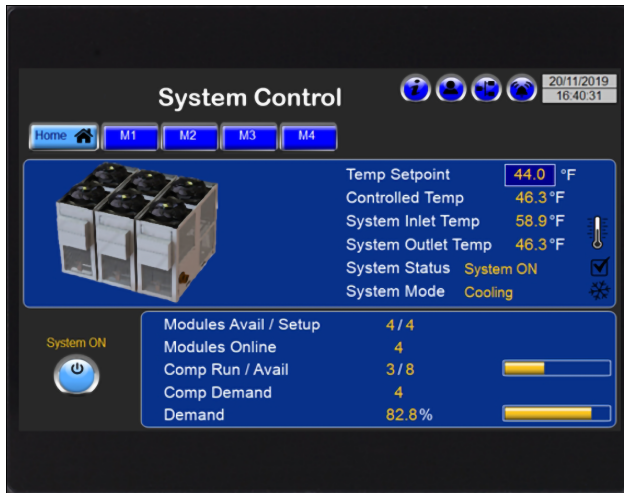 System Control
20/11/2019
16:40:31
Home M1 M2 M3 M4
Temp Setpoint 44.0 °F
Controlled Temp 46.3°F
System Inlet Temp 58.9°F
System Outlet Temp 46.3°F
System Status System ON
System Mode Cooling
System ON
Modules Avail / Setup 4/4
Modules Online 4
Comp Run / Avail 3/8
Comp Demand 4
Demand 82.8%